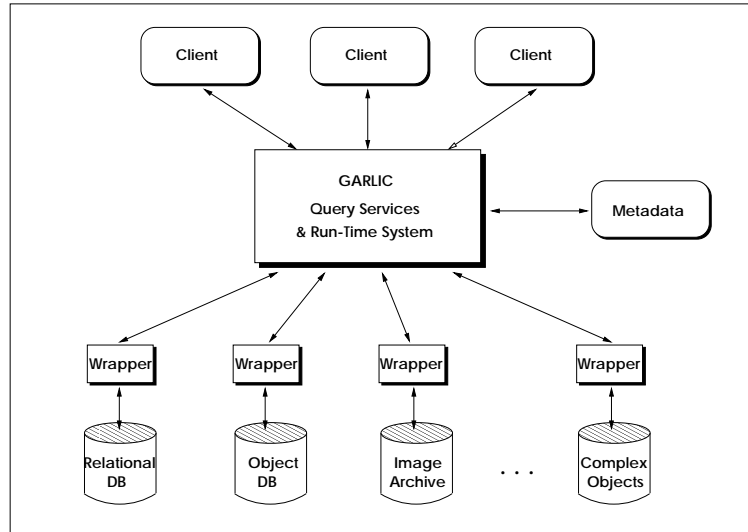 Client
Client
Client
GARLIC
Query Services
& Run-Time System
Metadata
Wrapper
Wrapper
Wrapper
Wrapper
Relational
DB
Object
DB
Image
Archive
. . .
Complex
Objects